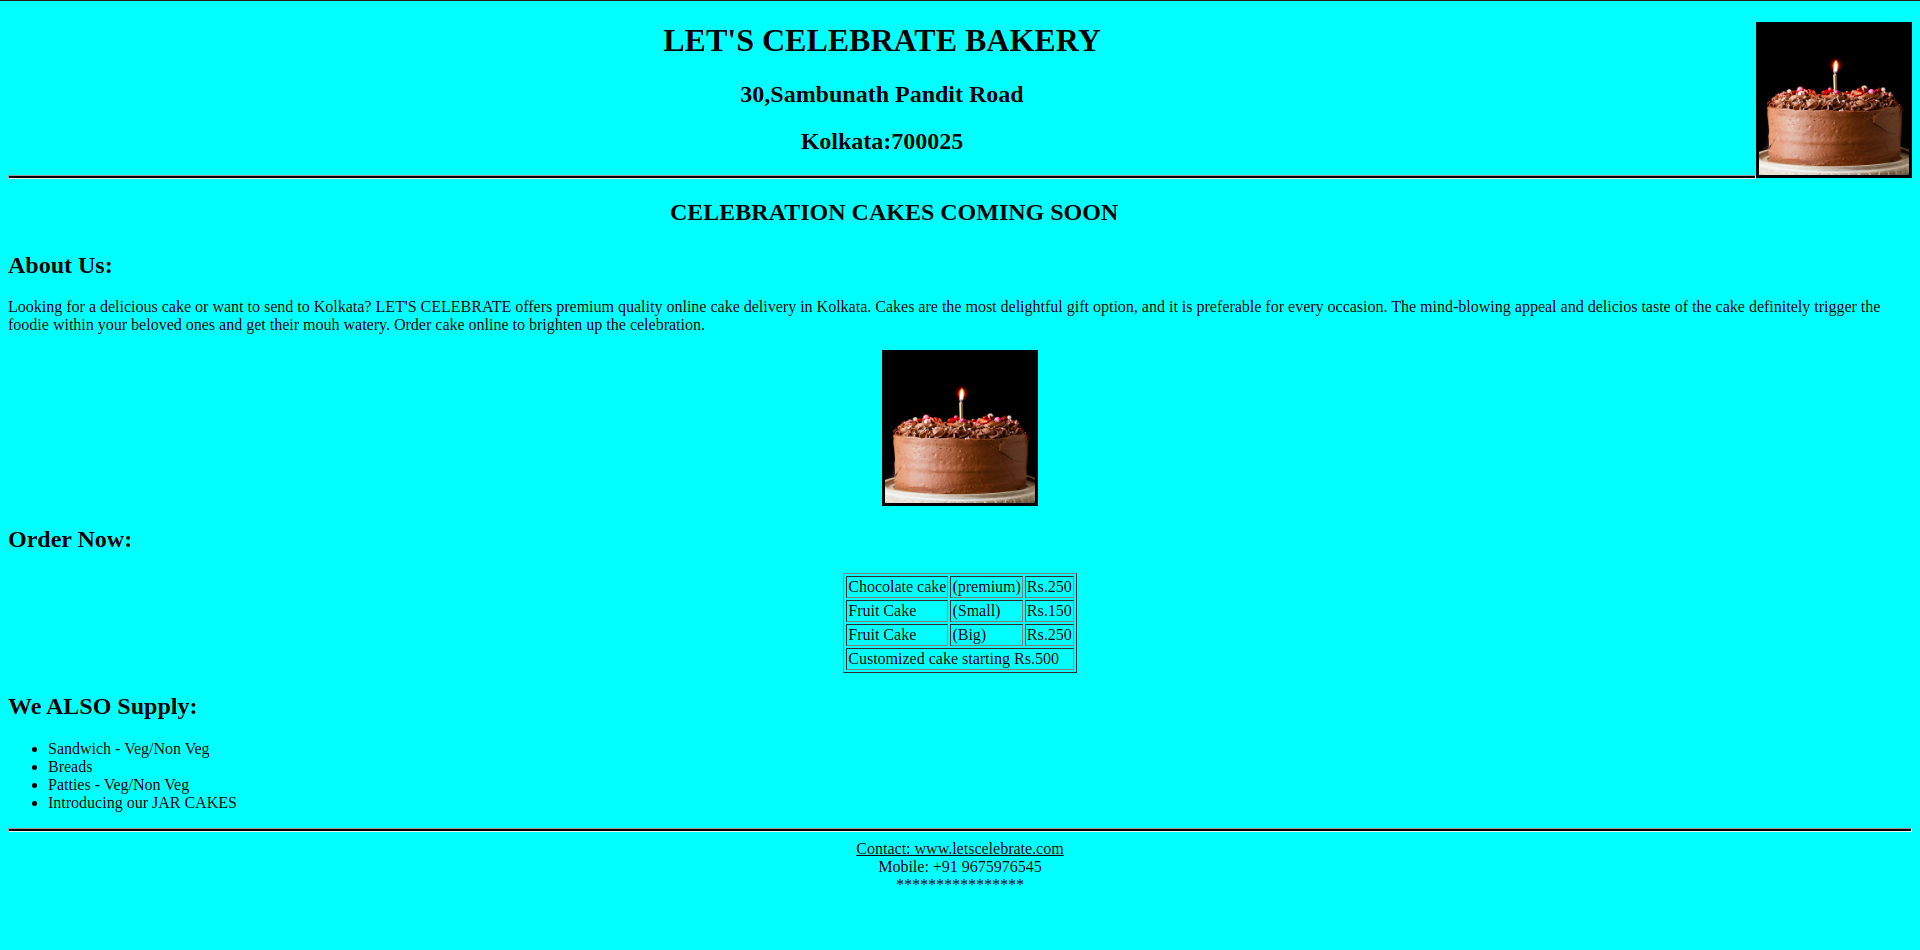 LET'S CELEBRATE BAKERY
30,Sambunath Pandit Road
Kolkata:700025
CELEBRATION CAKES COMING SOON
About Us:
Looking for a delicious cake or want to send to Kolkata? LET'S CELEBRATE offers premium quality online cake delivery in Kolkata. Cakes are the most delightful gift option, and it is preferable for every occasion. The mind-blowing appeal and delicios taste of the cake definitely trigger the
foodie within your beloved ones and get their mouh watery. Order cake online to brighten up the celebration.
Order Now:
Chocolate cake (premium) Rs.250
Fruit Cake (Small) Rs.150
Fruit Cake (Big) Rs.250
Customized cake starting Rs.500
We ALSO Supply:
• Sandwich - Veg/Non Veg
• Breads
• Patties - Veg/Non Veg
• Introducing our JAR CAKES
Contact: www.letscelebrate.com
Mobile: +91 9675976545
****************